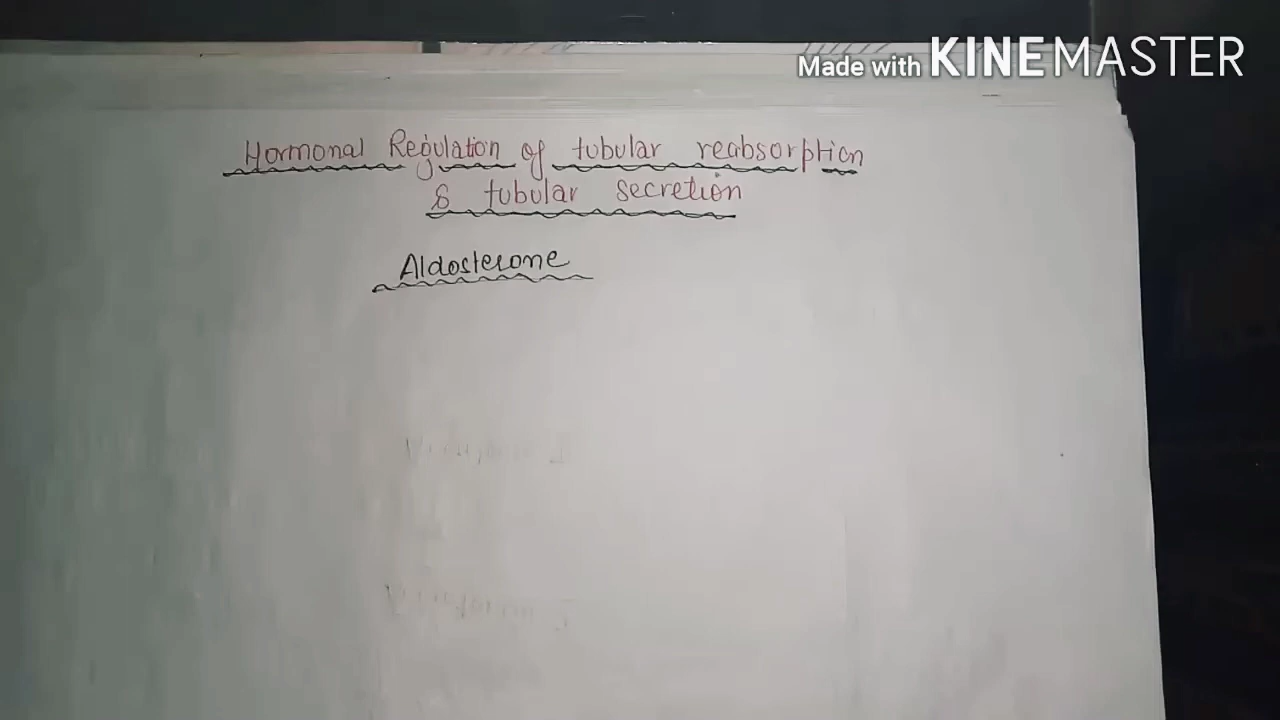 Made with KINEMASTER
Hormonal Regulation of tubular reabsorption
& tubular secretion
Aldosterone